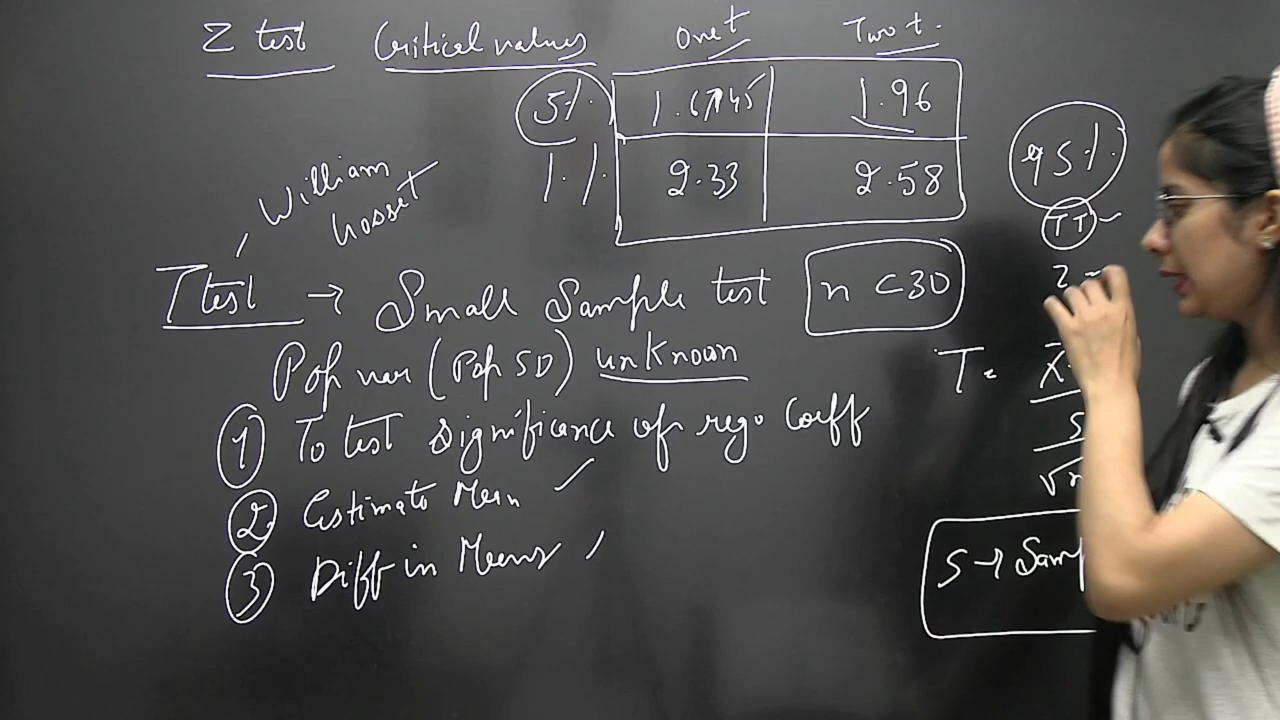 Z test Critical values One t Two t.
5%. 1.6445 1.96
1%. 2.33 2.58
95%.
TT
William
Gosset
T test → Small Sample test n < 30
Pop var (Pop SD) unknown
T = X
S
√n
① To test significance of reg. Coeff
② Estimate Mean ✓
③ Diff in Means
S → Samp